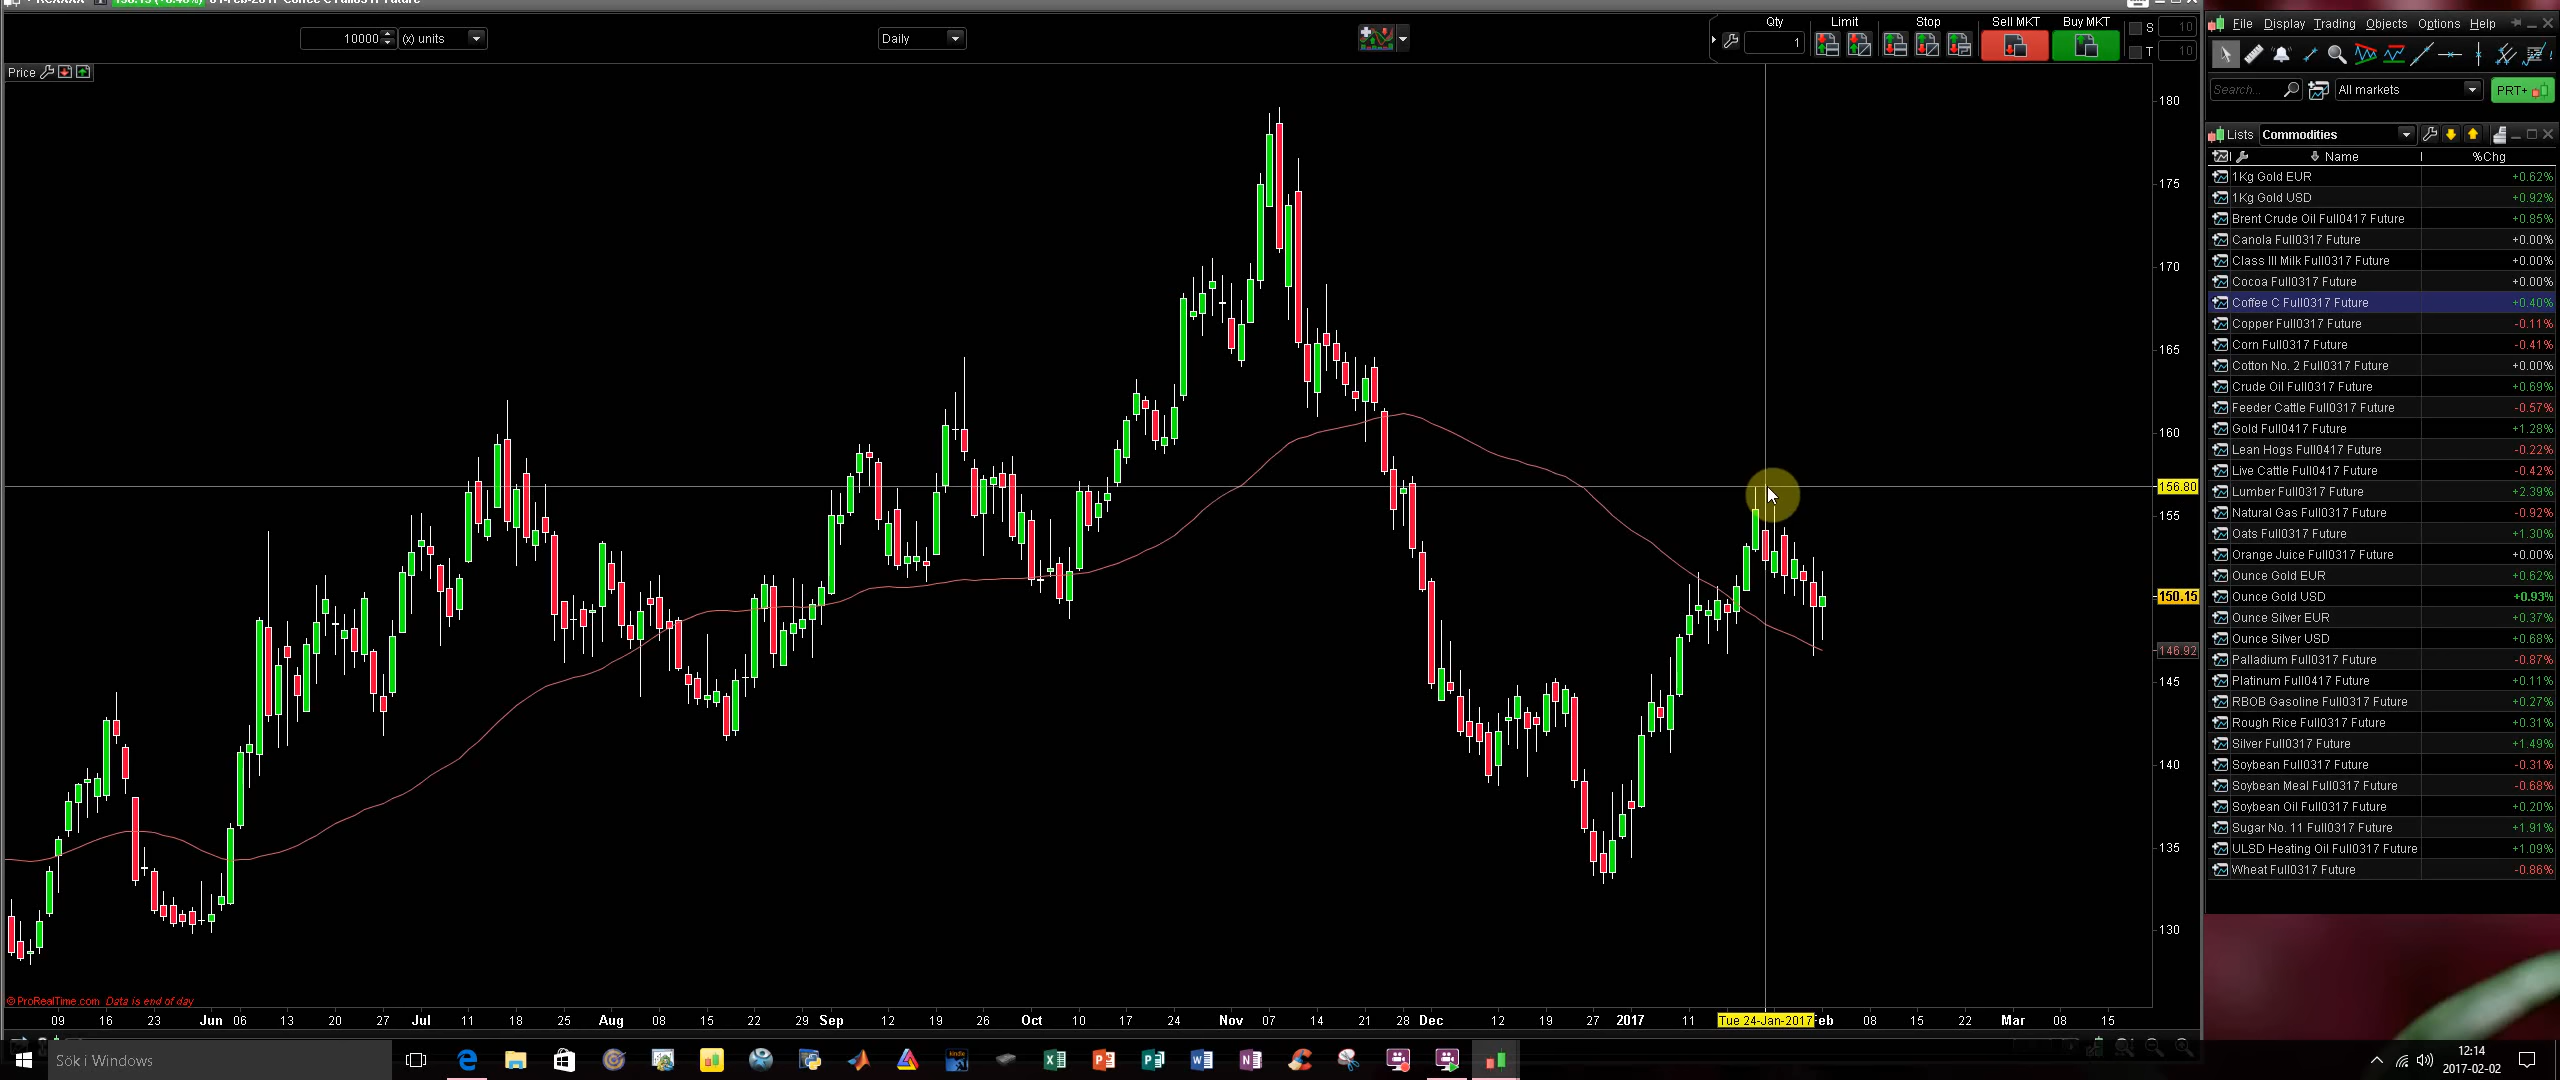 Qty Limit Stop Sell MKT Buy MKT
File Display Trading Objects Options Help
10000 (x) units Daily 1 S 10
T 10
Price
Search... All markets PRT+
Lists Commodities
Name %Chg
1Kg Gold EUR +0.62%
1Kg Gold USD +0.92%
Brent Crude Oil Full0417 Future +0.85%
Canola Full0317 Future +0.00%
Class III Milk Full0317 Future +0.00%
Cocoa Full0317 Future +0.00%
Coffee C Full0317 Future +0.40%
Copper Full0317 Future -0.11%
Corn Full0317 Future -0.41%
Cotton No. 2 Full0317 Future +0.00%
Crude Oil Full0317 Future +0.69%
Feeder Cattle Full0317 Future -0.57%
Gold Full0417 Future +1.28%
Lean Hogs Full0417 Future -0.22%
Live Cattle Full0417 Future -0.42%
Lumber Full0317 Future +2.39%
Natural Gas Full0317 Future -0.92%
Oats Full0317 Future +1.30%
Orange Juice Full0317 Future +0.00%
Ounce Gold EUR +0.62%
Ounce Gold USD +0.93%
Ounce Silver EUR +0.37%
Ounce Silver USD +0.68%
Palladium Full0317 Future -0.87%
Platinum Full0417 Future +0.11%
RBOB Gasoline Full0317 Future +0.27%
Rough Rice Full0317 Future +0.31%
Silver Full0317 Future +1.49%
Soybean Full0317 Future -0.31%
Soybean Meal Full0317 Future -0.68%
Soybean Oil Full0317 Future +0.20%
Sugar No. 11 Full0317 Future +1.91%
ULSD Heating Oil Full0317 Future +1.09%
Wheat Full0317 Future -0.86%
180
175
170
165
160
156.80
155
150.15
146.92
145
140
135
130
© ProRealTime.com Data is end of day
09 16 23 Jun 06 13 20 27 Jul 11 18 25 Aug 08 15 22 29 Sep 12 19 26 Oct 10 17 24 Nov 07 14 21 28 Dec 12 19 27 2017 11 Tue 24-Jan-2017 eb 08 15 22 Mar 08 15
Sök i Windows
12:14
2017-02-02